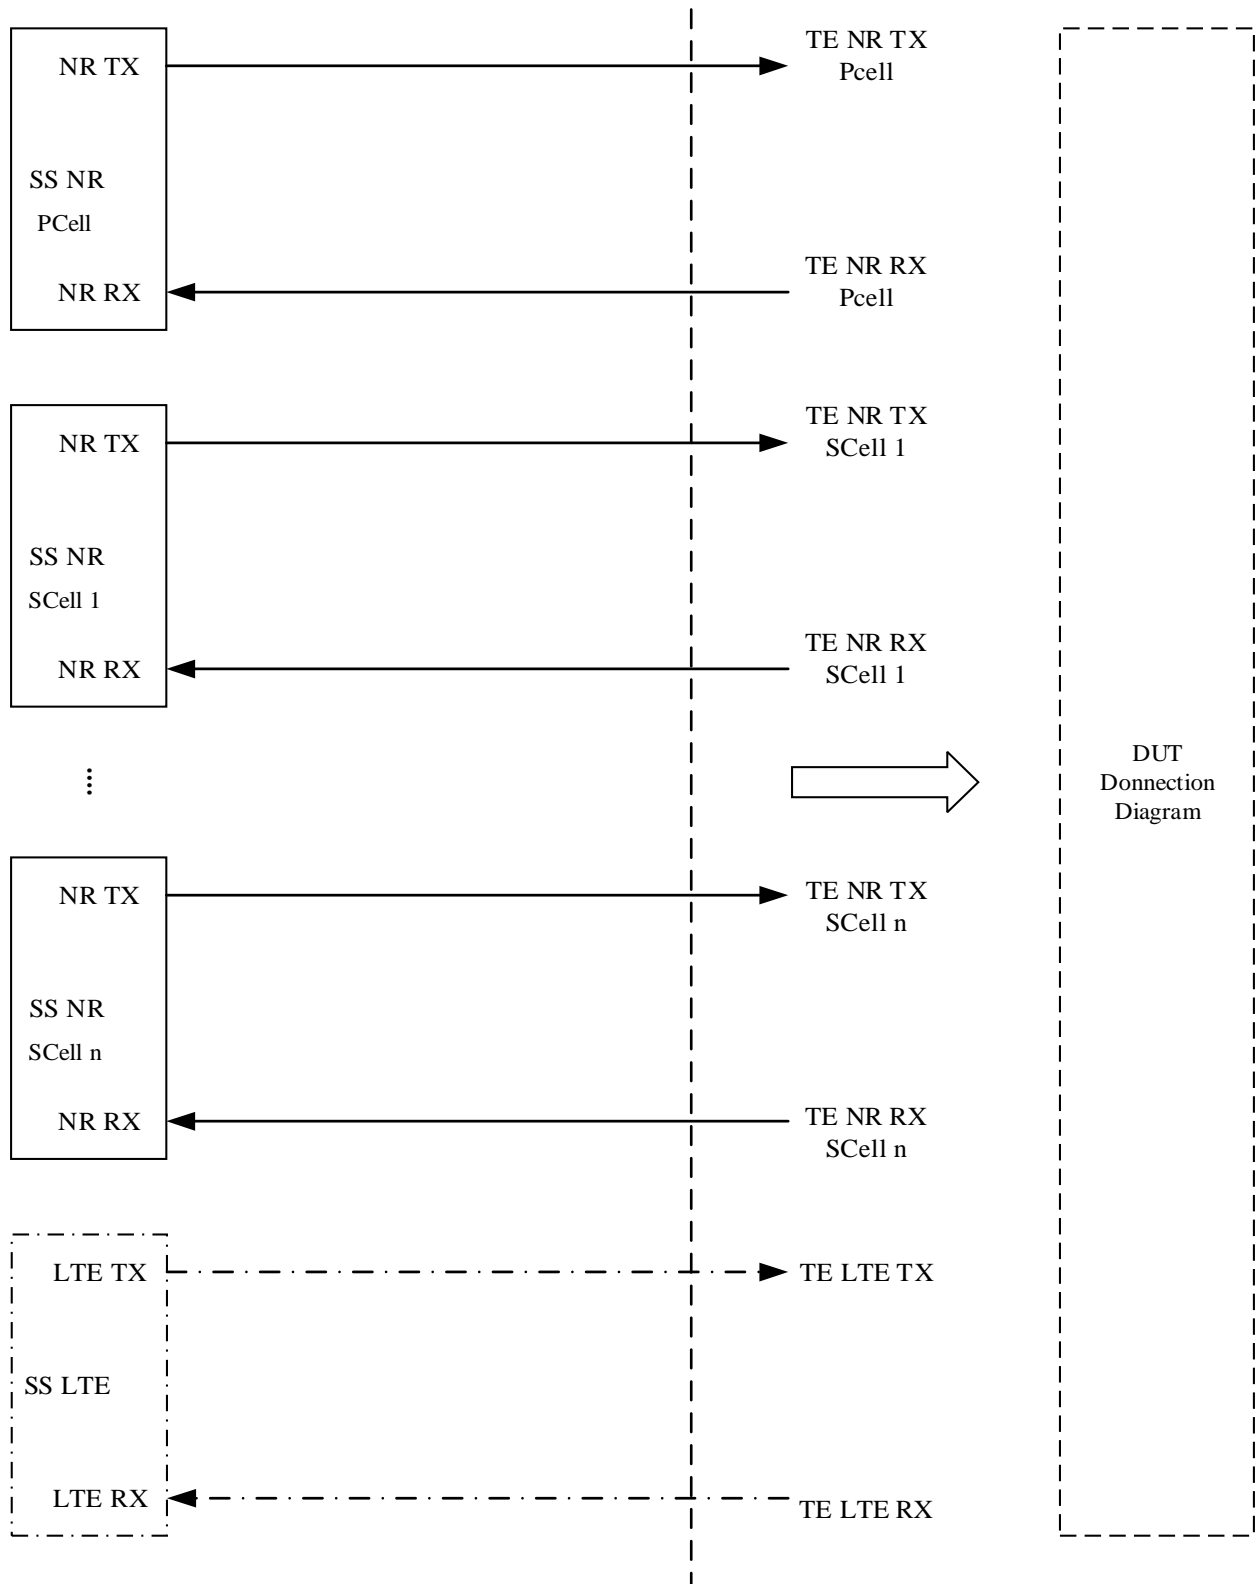 NR TX
SS NR
PCell
NR RX
TE NR TX
Pcell
TE NR RX
Pcell
NR TX
SS NR
SCell 1
NR RX
TE NR TX
SCell 1
TE NR RX
SCell 1
DUT
Donnection
Diagram
NR TX
SS NR
SCell n
NR RX
TE NR TX
SCell n
TE NR RX
SCell n
LTE TX
SS LTE
LTE RX
TE LTE TX
TE LTE RX